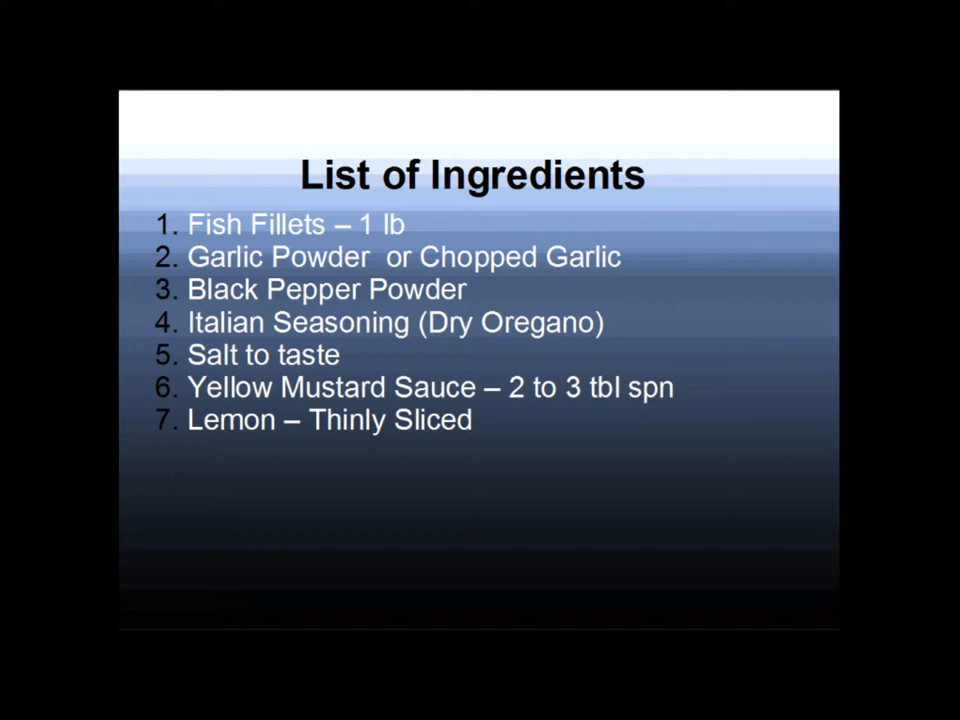 List of Ingredients
1. Fish Fillets – 1 lb
2. Garlic Powder  or Chopped Garlic
3. Black Pepper Powder
4. Italian Seasoning (Dry Oregano)
5. Salt to taste
6. Yellow Mustard Sauce – 2 to 3 tbl spn
7. Lemon – Thinly Sliced